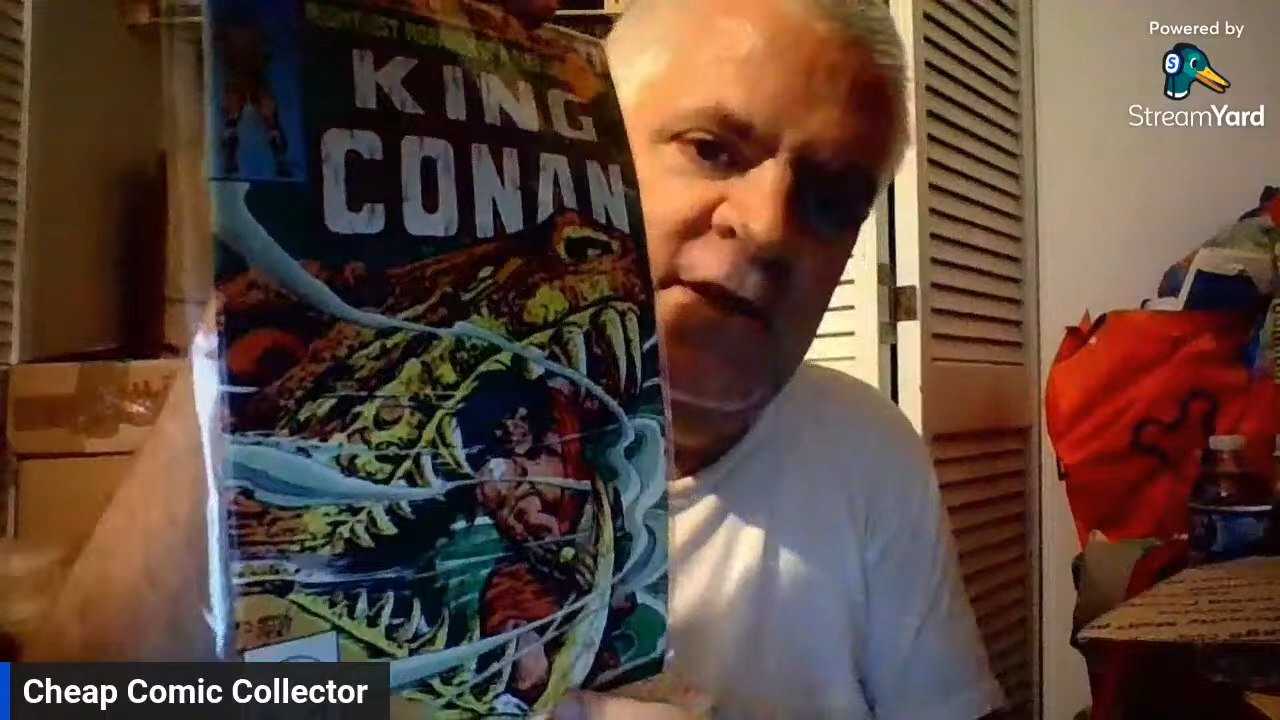 Powered by
StreamYard
KING
CONAN
Cheap Comic Collector